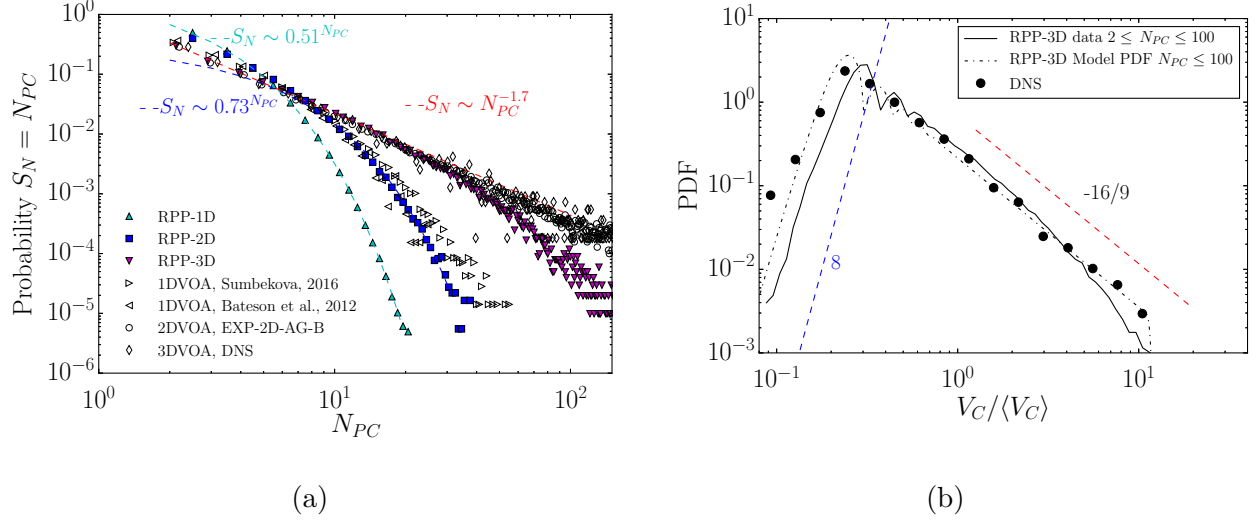 10^1
10^0
10^-1
10^-2
10^-3
10^-4
10^-5
10^-6
10^0
10^1
10^2
Probability S_N = N_PC
N_PC
--S_N ∼ 0.51^N_PC
--S_N ∼ 0.73^N_PC
--S_N ∼ N_PC^-1.7
RPP-1D
RPP-2D
RPP-3D
1DVOA, Sumbekova, 2016
1DVOA, Bateson et al., 2012
2DVOA, EXP-2D-AG-B
3DVOA, DNS
(a)
10^1
10^0
10^-1
10^-2
10^-3
10^-1
10^0
10^1
PDF
V_C/⟨V_C⟩
RPP-3D data 2 ≤ N_PC ≤ 100
RPP-3D Model PDF N_PC ≤ 100
DNS
-16/9
8
(b)